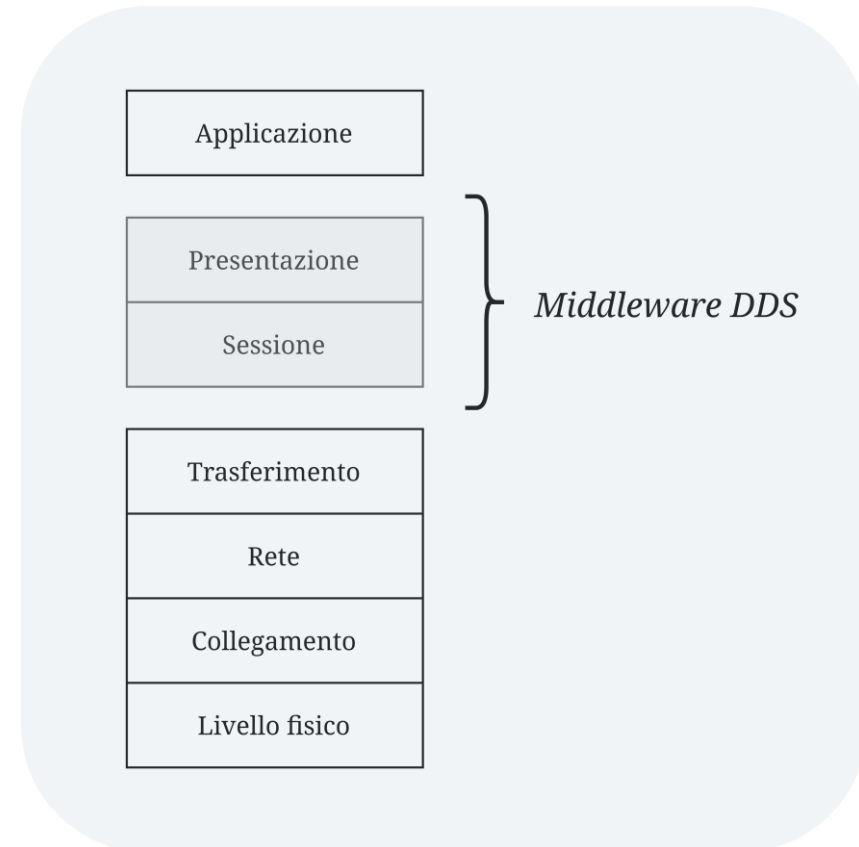 Applicazione
Presentazione
Sessione
Middleware DDS
Trasferimento
Rete
Collegamento
Livello fisico